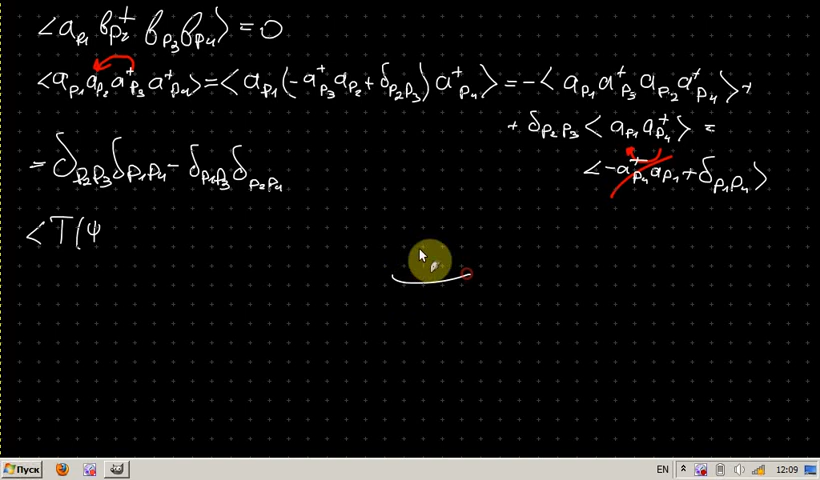 ⟨a_{p₁} b⁺_{p₂} b_{p₃} b_{p₄}⟩ = 0
⟨a_{p₁} a_{p₂} a⁺_{p₃} a⁺_{p₄}⟩ = ⟨a_{p₁}(-a⁺_{p₃} a_{p₂} + δ_{p₂p₃}) a⁺_{p₄}⟩ = -⟨a_{p₁} a⁺_{p₃} a_{p₂} a⁺_{p₄}⟩ +
+ δ_{p₂p₃} ⟨a_{p₁} a⁺_{p₄}⟩ =
⟨-a⁺_{p₄} a_{p₁} + δ_{p₁p₄}⟩
= δ_{p₂p₃} δ_{p₁p₄} - δ_{p₁p₃} δ_{p₂p₄}
⟨T(ψ
Пуск EN 12:09